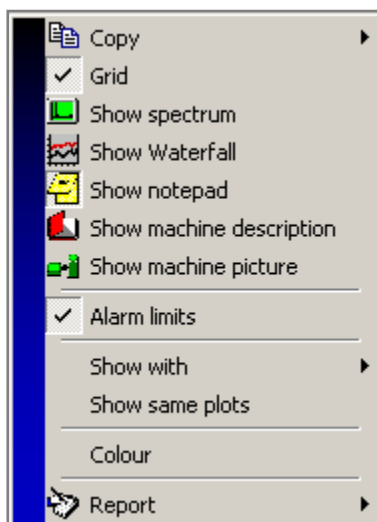 Copy
Grid
Show spectrum
Show Waterfall
Show notepad
Show machine description
Show machine picture
Alarm limits
Show with
Show same plots
Colour
Report